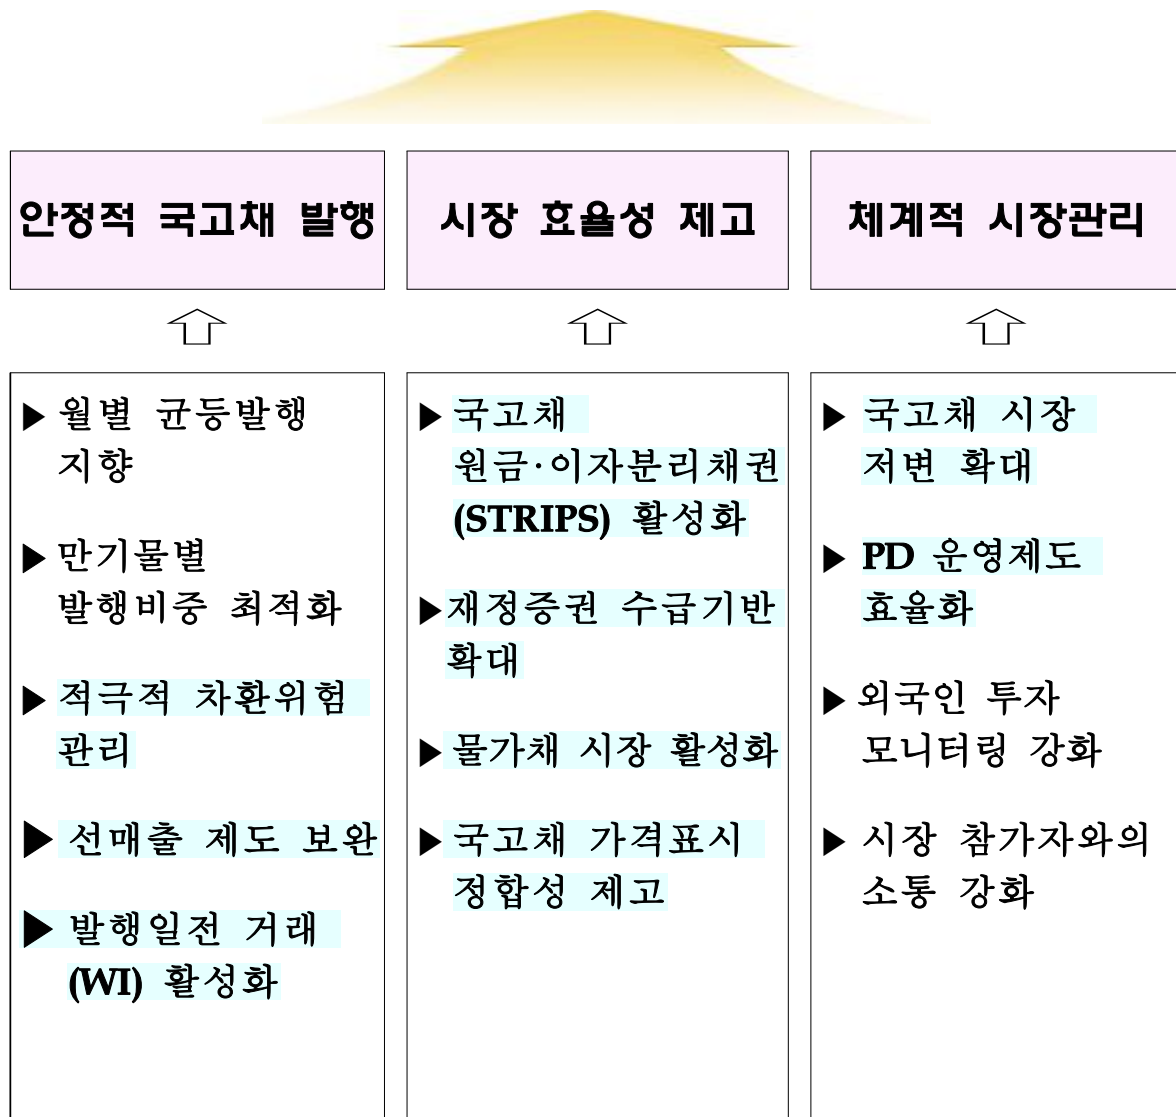 안정적 국고채 발행
▶ 월별 균등발행
지향
▶ 만기물별
발행비중 최적화
▶ 적극적 차환위험
관리
▶ 선매출 제도 보완
▶ 발행일전 거래
(WI) 활성화
시장 효율성 제고
▶ 국고채
원금·이자분리채권
(STRIPS) 활성화
▶재정증권 수급기반
확대
▶ 물가채 시장 활성화
▶ 국고채 가격표시
정합성 제고
체계적 시장관리
▶ 국고채 시장
저변 확대
▶ PD 운영제도
효율화
▶ 외국인 투자
모니터링 강화
▶ 시장 참가자와의
소통 강화